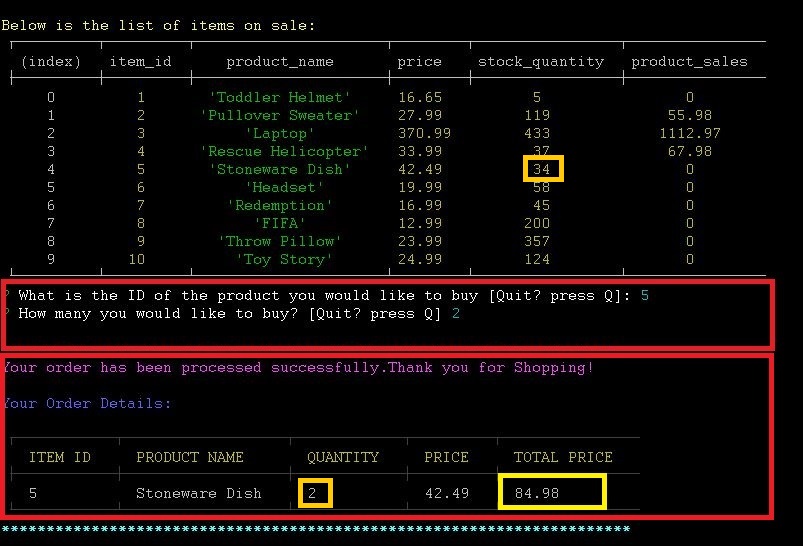 Below is the list of items on sale:
(index) item_id product_name price stock_quantity product_sales
0 1 'Toddler Helmet' 16.65 5 0
1 2 'Pullover Sweater' 27.99 119 55.98
2 3 'Laptop' 370.99 433 1112.97
3 4 'Rescue Helicopter' 33.99 37 67.98
4 5 'Stoneware Dish' 42.49 34 0
5 6 'Headset' 19.99 58 0
6 7 'Redemption' 16.99 45 0
7 8 'FIFA' 12.99 200 0
8 9 'Throw Pillow' 23.99 357 0
9 10 'Toy Story' 24.99 124 0
? What is the ID of the product you would like to buy [Quit? press Q]: 5
? How many you would like to buy? [Quit? press Q] 2
Your order has been processed successfully.Thank you for Shopping!
Your Order Details:
ITEM ID PRODUCT NAME QUANTITY PRICE TOTAL PRICE
5 Stoneware Dish 2 42.49 84.98
**********************************************************************